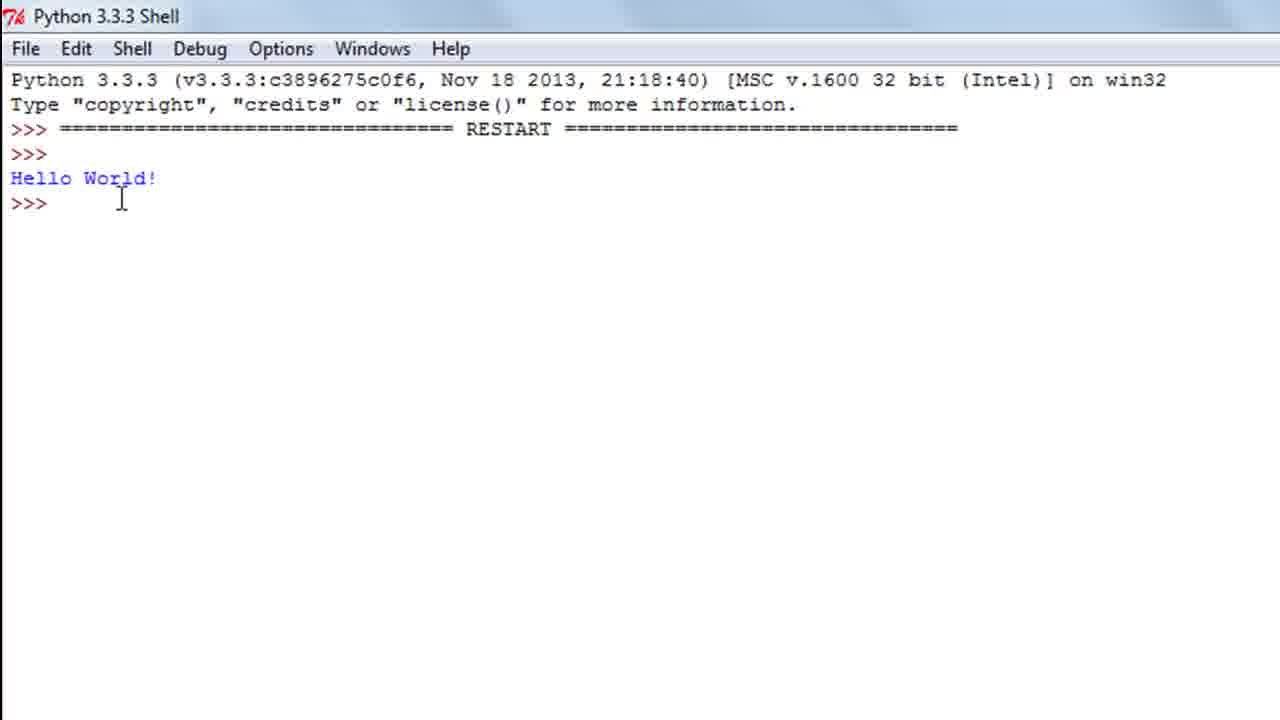 Python 3.3.3 Shell
File Edit Shell Debug Options Windows Help
Python 3.3.3 (v3.3.3:c3896275c0f6, Nov 18 2013, 21:18:40) [MSC v.1600 32 bit (Intel)] on win32
Type "copyright", "credits" or "license()" for more information.
>>> ================================ RESTART ================================
>>>
Hello World!
>>>